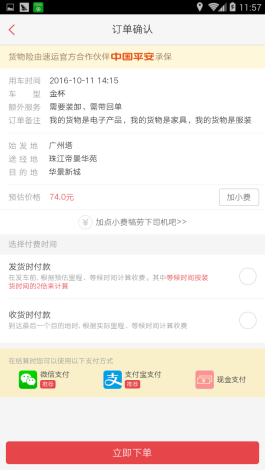 11:57
订单确认
货物险由速运官方合作伙伴中国平安承保
用车时间 2016-10-11 14:15
车 型 金杯
额外服务 需要装卸、需带回单
订单备注 我的货物是电子产品，我的货物是家具，我的货物是服装
始 发 地 广州塔
途 经 地 珠江帝景华苑
目 的 地 华景新城
预估价格 74.0元 加小费
加点小费犒劳下司机吧>>
选择付费时间
发货时付款
在发车前，根据预估里程、等候时间计算收费。其中等候时间按装
货时间的2倍来计算
收货时付款
到达最后一个目的地时，根据实际里程、等候时间计算收费
在结算时您可以使用以下支付方式
微信支付 支付宝支付 现金支付
推荐 推荐
立即下单